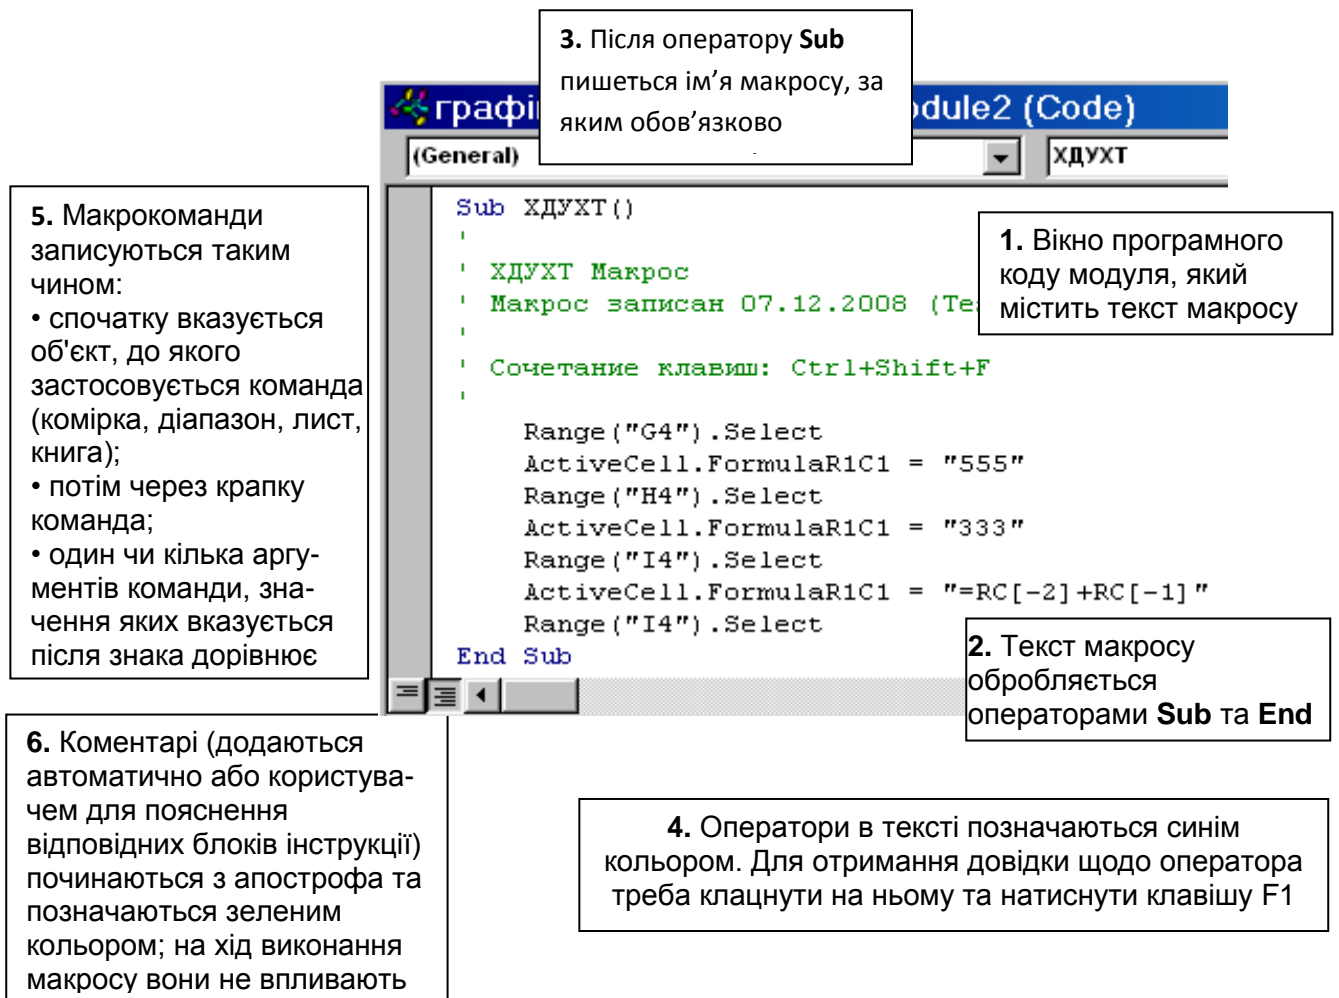 3. Після оператору Sub
пишеться ім’я макросу, за
яким обов’язково
dule2 (Code)
(General)
ХДУХТ
5. Макрокоманди
записуються таким
чином:
• спочатку вказується
об'єкт, до якого
застосовується команда
(комірка, діапазон, лист,
книга);
• потім через крапку
команда;
• один чи кілька аргу-
ментів команди, зна-
чення яких вказується
після знака дорівнює
Sub ХДУХТ()
'
' ХДУХТ Макрос
' Макрос записан 07.12.2008
'
' Сочетание клавиш: Ctrl+Shift+F
'
Range("G4").Select
ActiveCell.FormulaR1C1 = "555"
Range("H4").Select
ActiveCell.FormulaR1C1 = "333"
Range("I4").Select
ActiveCell.FormulaR1C1 = "=RC[-2]+RC[-1]"
Range("I4").Select
End Sub
1. Вікно програмного
коду модуля, який
містить текст макросу
2. Текст макросу
обробляється
операторами Sub та End
6. Коментарі (додаються
автоматично або користува-
чем для пояснення
відповідних блоків інструкції)
починаються з апострофа та
позначаються зеленим
кольором; на хід виконання
макросу вони не впливають
4. Оператори в тексті позначаються синім
кольором. Для отримання довідки щодо оператора
треба клацнути на ньому та натиснути клавішу F1